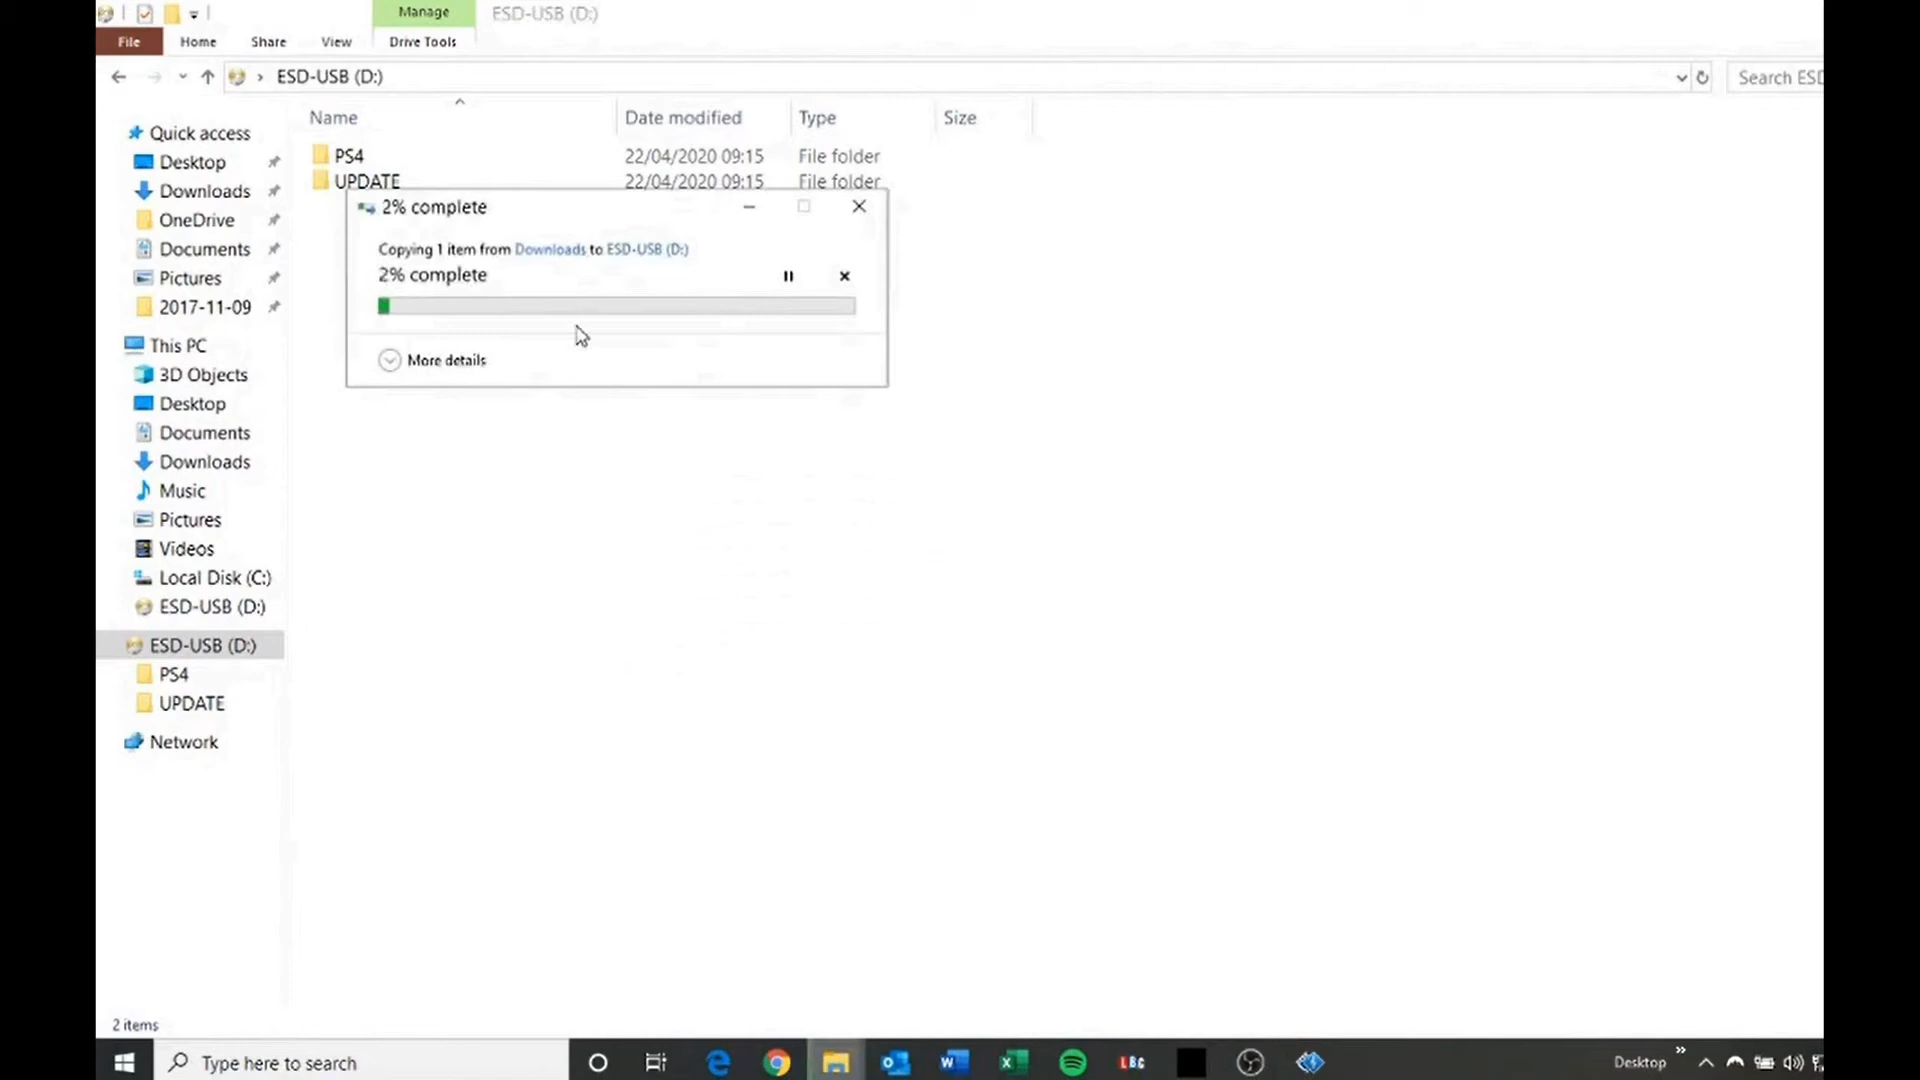 Manage ESD-USB (D:)
File Home Share View Drive Tools
ESD-USB (D:) Search ESD
Name Date modified Type Size
PS4 22/04/2020 09:15 File folder
UPDATE 22/04/2020 09:15 File folder
2% complete
Copying 1 item from Downloads to ESD-USB (D:)
2% complete
More details
Quick access
Desktop
Downloads
OneDrive
Documents
Pictures
2017-11-09
This PC
3D Objects
Desktop
Documents
Downloads
Music
Pictures
Videos
Local Disk (C:)
ESD-USB (D:)
ESD-USB (D:)
PS4
UPDATE
Network
2 items
Type here to search LBC Desktop